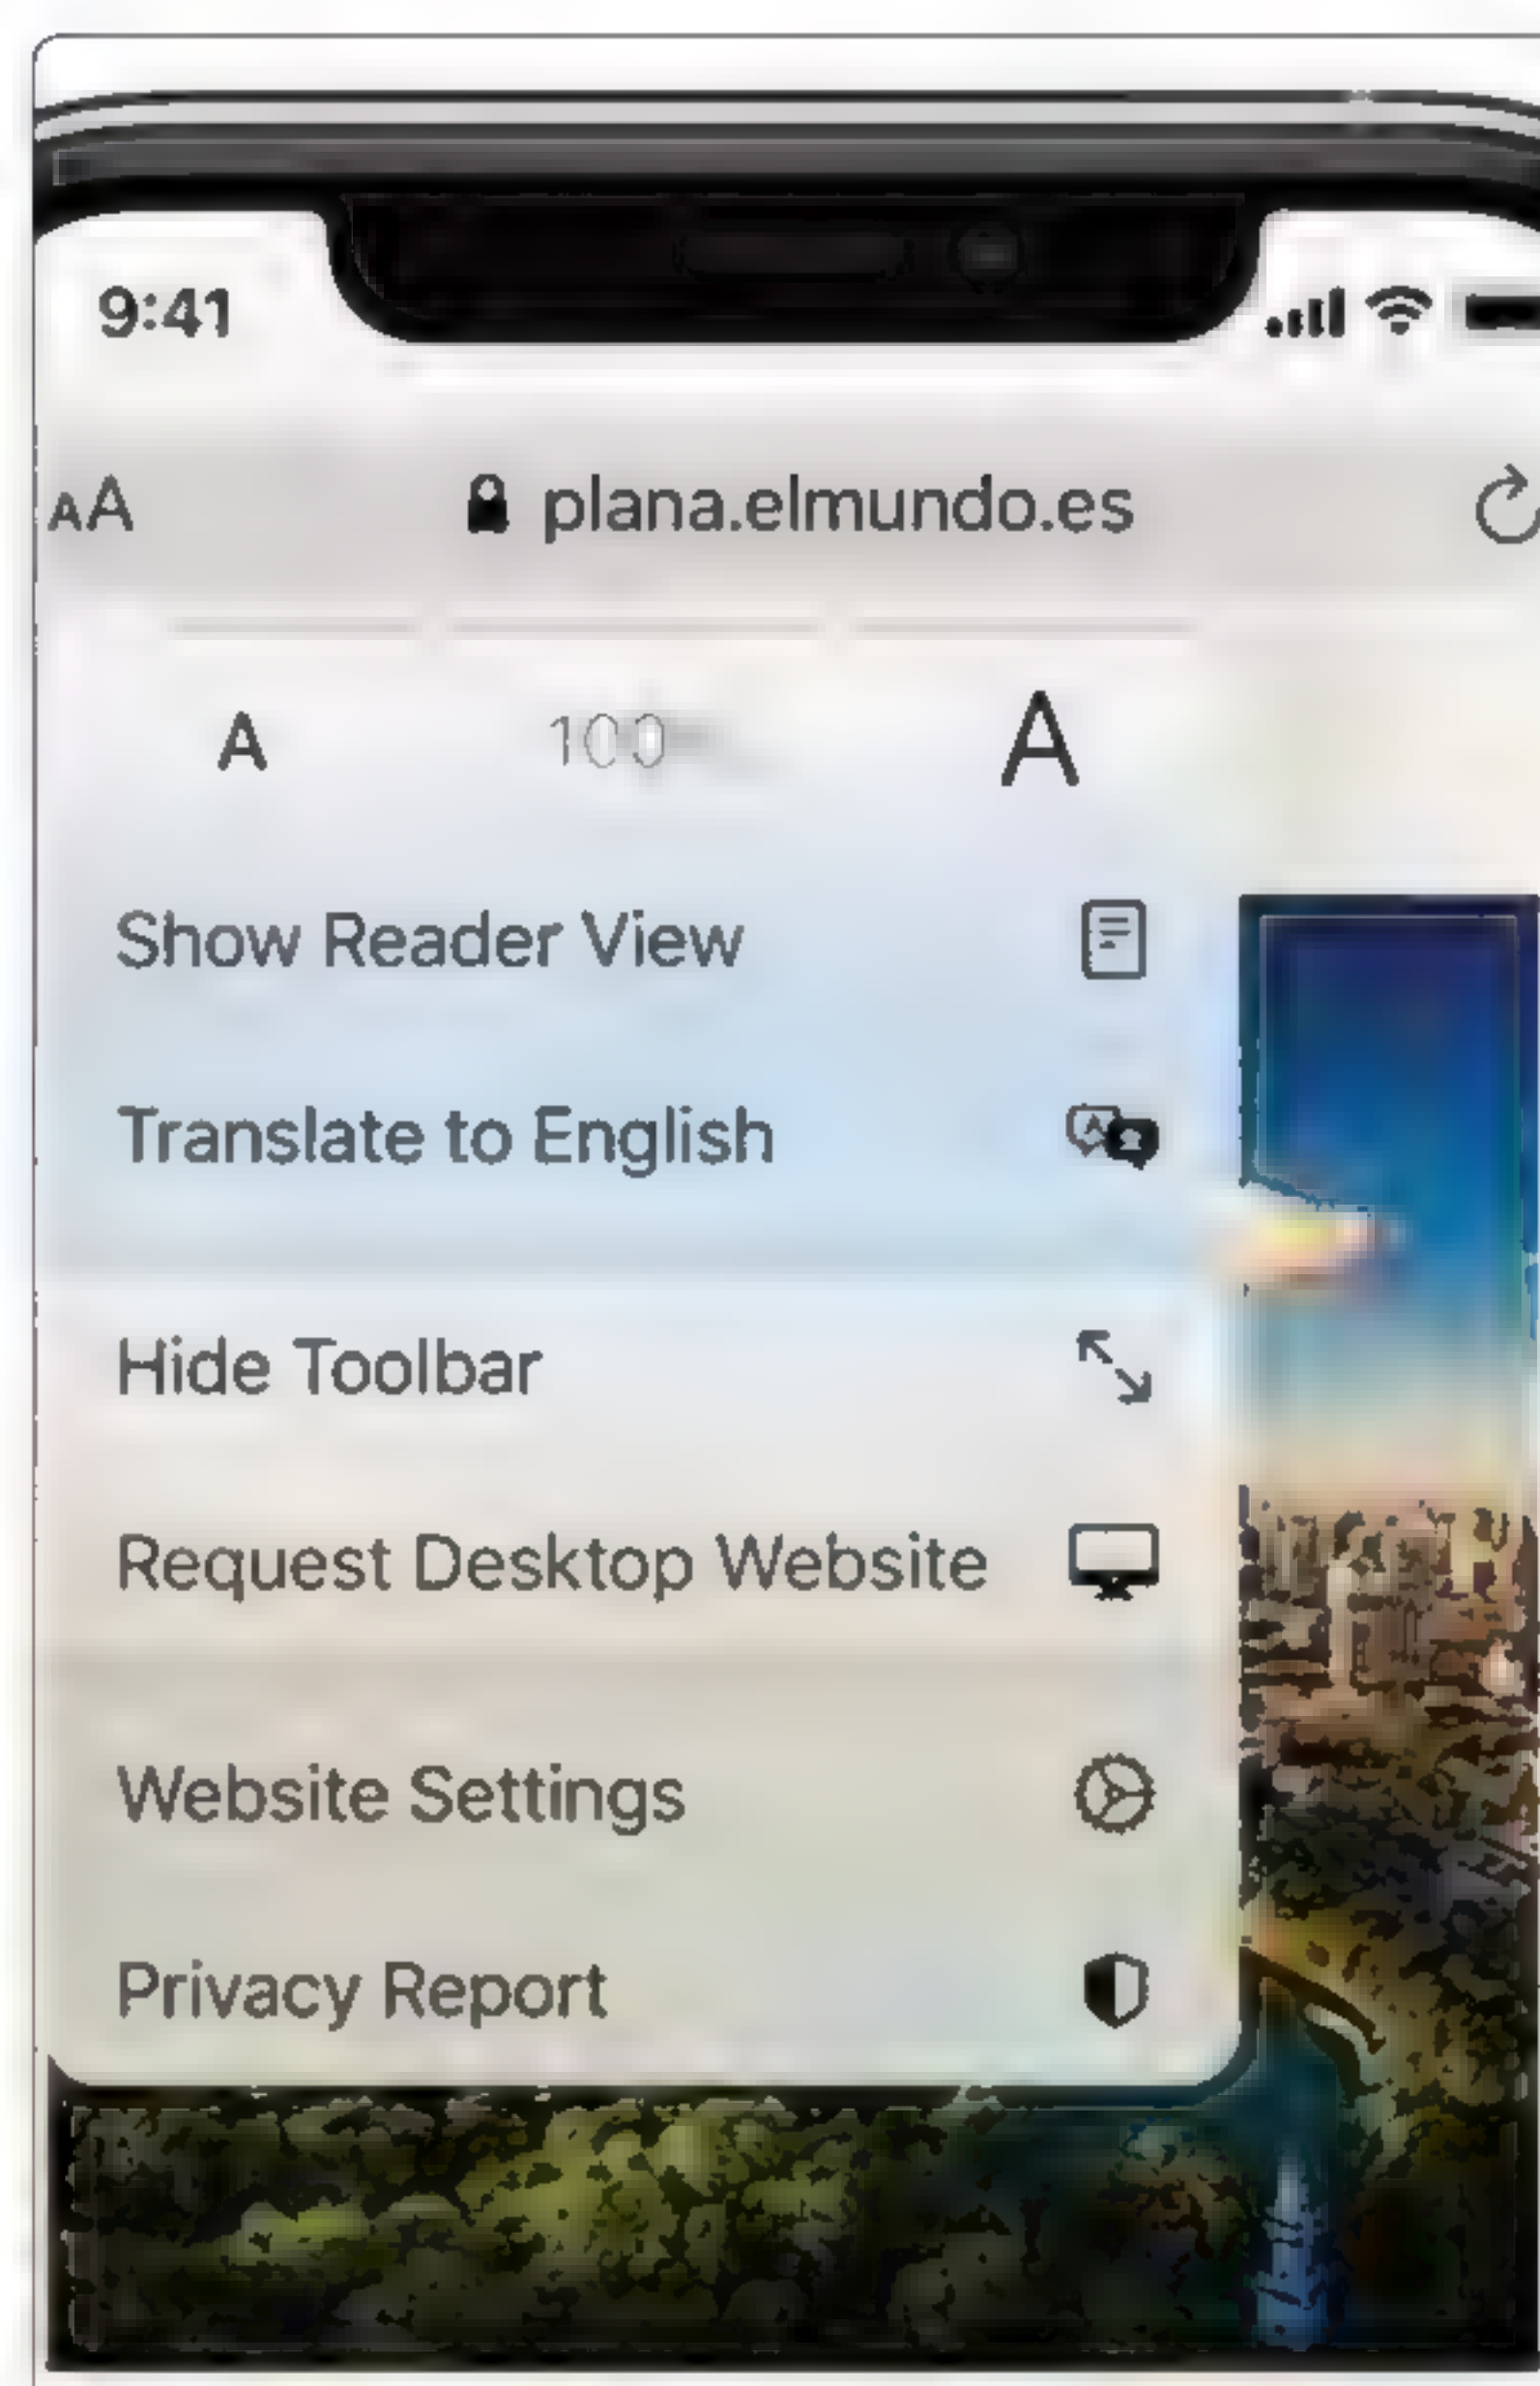 9:41
AA plana.elmundo.es
A 100 A
Show Reader View
Translate to English
Hide Toolbar
Request Desktop Website
Website Settings
Privacy Report